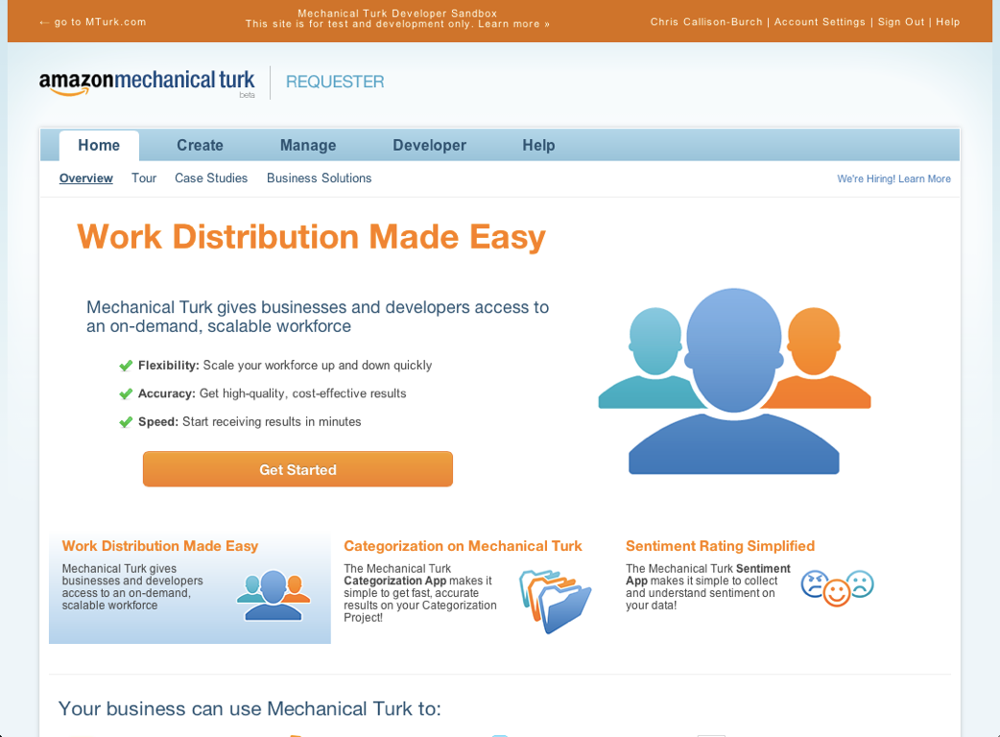 ← go to MTurk.com
Mechanical Turk Developer Sandbox
This site is for test and development only. Learn more »
Chris Callison-Burch | Account Settings | Sign Out | Help
amazonmechanical turk
beta
REQUESTER
Home Create Manage Developer Help
Overview Tour Case Studies Business Solutions
We're Hiring! Learn More
Work Distribution Made Easy
Mechanical Turk gives businesses and developers access to
an on-demand, scalable workforce
Flexibility: Scale your workforce up and down quickly
Accuracy: Get high-quality, cost-effective results
Speed: Start receiving results in minutes
Get Started
Work Distribution Made Easy
Mechanical Turk gives
businesses and developers
access to an on-demand,
scalable workforce
Categorization on Mechanical Turk
The Mechanical Turk
Categorization App makes it
simple to get fast, accurate
results on your Categorization
Project!
Sentiment Rating Simplified
The Mechanical Turk Sentiment
App makes it simple to collect
and understand sentiment on
your data!
Your business can use Mechanical Turk to: